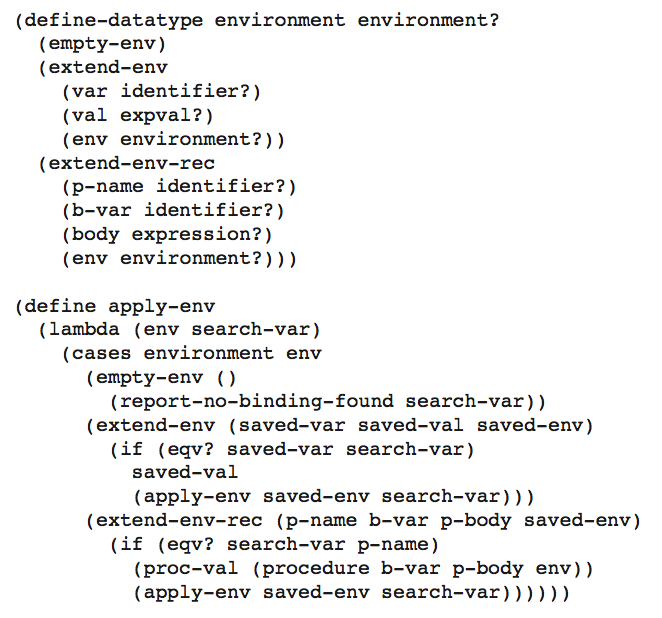 (define-datatype environment environment?
  (empty-env)
  (extend-env
    (var identifier?)
    (val expval?)
    (env environment?))
  (extend-env-rec
    (p-name identifier?)
    (b-var identifier?)
    (body expression?)
    (env environment?)))

(define apply-env
  (lambda (env search-var)
    (cases environment env
      (empty-env ()
        (report-no-binding-found search-var))
      (extend-env (saved-var saved-val saved-env)
        (if (eqv? saved-var search-var)
          saved-val
          (apply-env saved-env search-var)))
      (extend-env-rec (p-name b-var p-body saved-env)
        (if (eqv? search-var p-name)
          (proc-val (procedure b-var p-body env))
          (apply-env saved-env search-var))))))